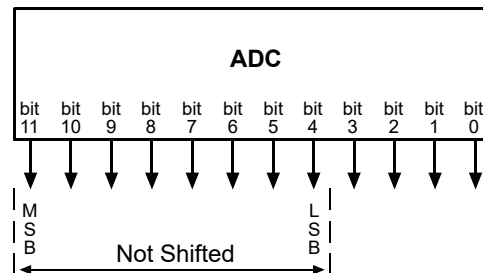 ADC
bit bit bit bit bit bit bit bit bit bit bit bit
11 10 9 8 7 6 5 4 3 2 1 0
M L
S S
B B
Not Shifted